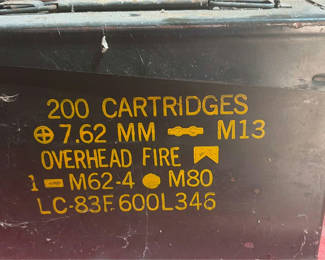 200 CARTRIDGES
7.62 MM M13
OVERHEAD FIRE
1 M62-4 M80
LC-83F 600L346